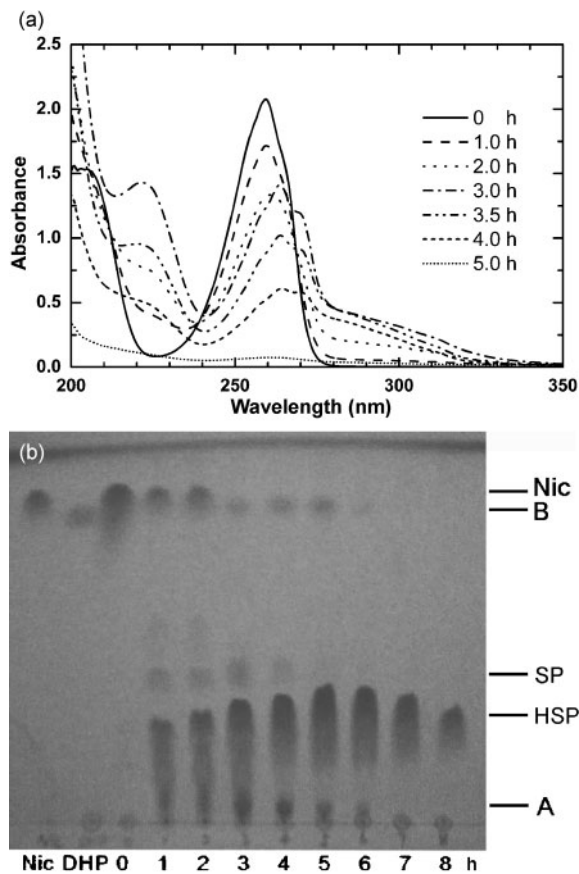 (a)
2.5
2.0
1.5
1.0
0.5
0.0
Absorbance
0 h
1.0 h
2.0 h
3.0 h
3.5 h
4.0 h
5.0 h
200 250 300 350
Wavelength (nm)
(b)
Nic
B
SP
HSP
A
Nic DHP 0 1 2 3 4 5 6 7 8 h